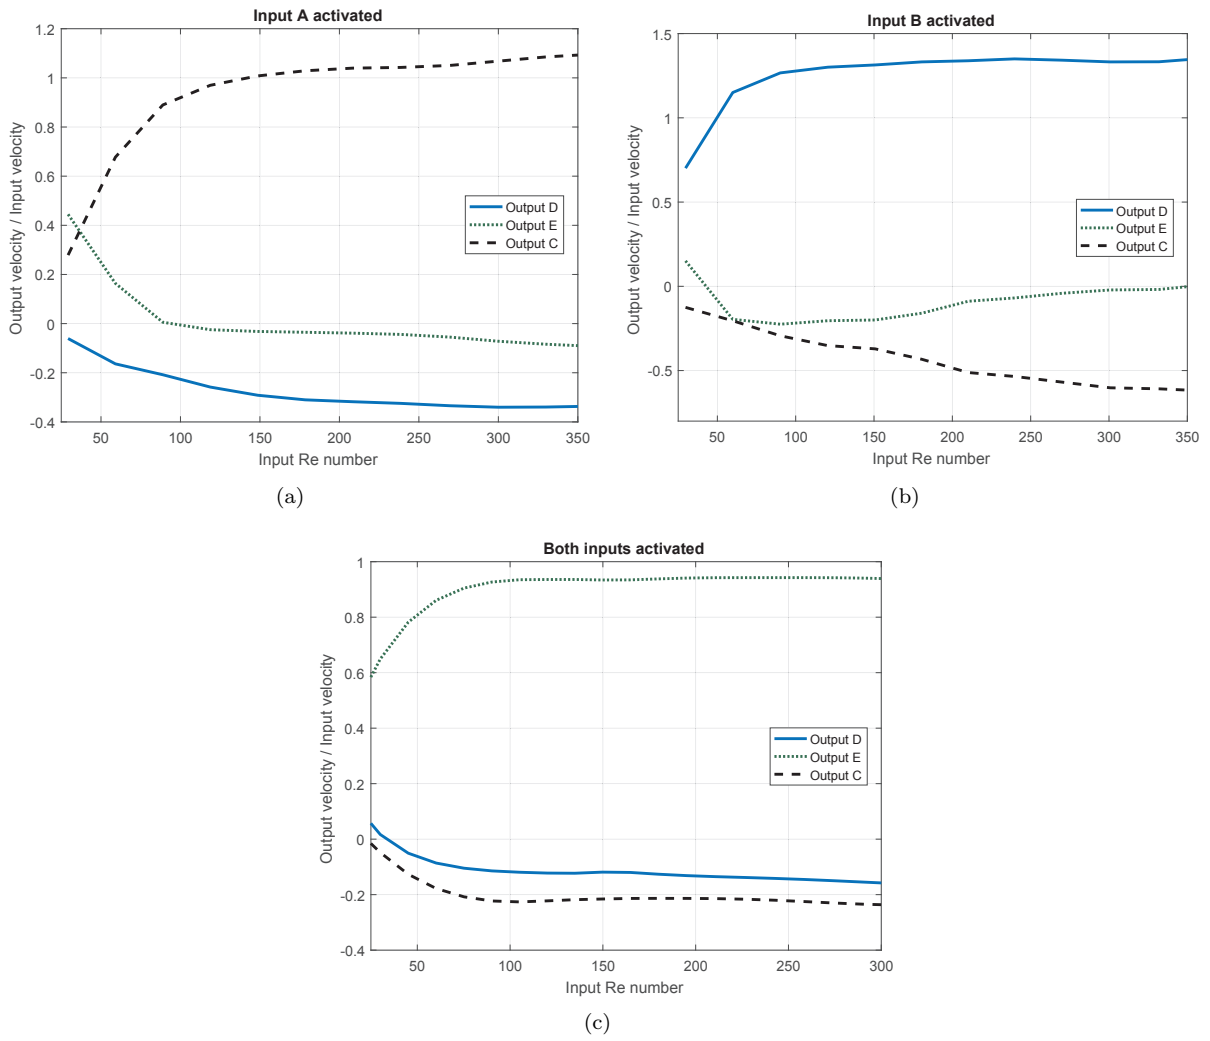 Input A activated
Output velocity / Input velocity
1.2
1
0.8
0.6
0.4
0.2
0
-0.2
-0.4
Output D
Output E
Output C
50 100 150 200 250 300 350
Input Re number
(a)
Input B activated
Output velocity / Input velocity
1.5
1
0.5
0
-0.5
Output D
Output E
Output C
50 100 150 200 250 300 350
Input Re number
(b)
Both inputs activated
Output velocity / Input velocity
1
0.8
0.6
0.4
0.2
0
-0.2
-0.4
Output D
Output E
Output C
50 100 150 200 250 300
Input Re number
(c)